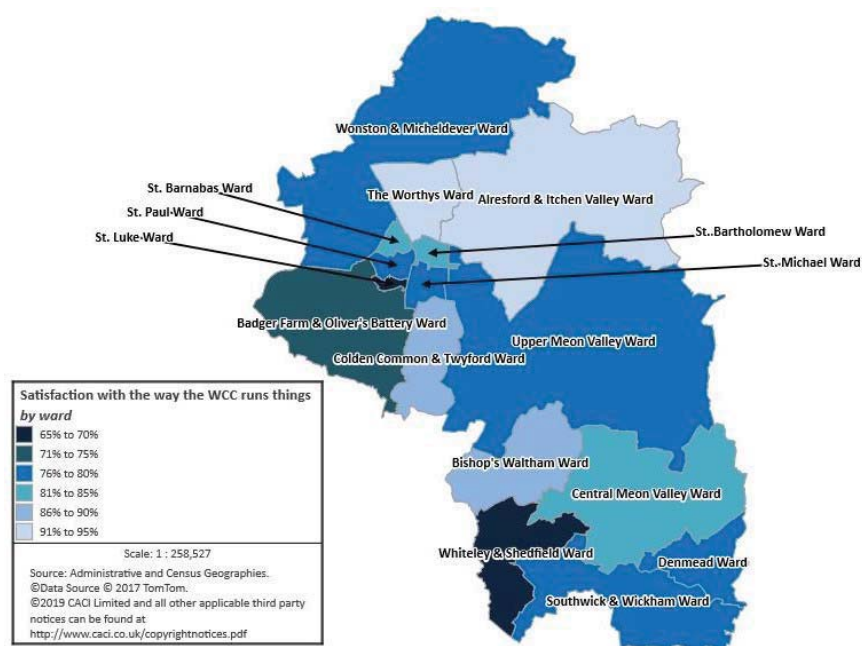 Wonston & Micheldever Ward
St. Barnabas Ward
The Worthys Ward
Alresford & Itchen Valley Ward
St. Paul Ward
St. Luke Ward
St. Bartholomew Ward
St. Michael Ward
Badger Farm & Oliver's Battery Ward
Upper Meon Valley Ward
Colden Common & Twyford Ward
Satisfaction with the way the WCC runs things
by ward
65% to 70%
71% to 75%
76% to 80%
81% to 85%
86% to 90%
91% to 95%
Scale: 1 : 258,527
Source: Administrative and Census Geographies.
©Data Source © 2017 TomTom.
©2019 CACI Limited and all other applicable third party
notices can be found at
http://www.caci.co.uk/copyrightnotices.pdf
Bishop's Waltham Ward
Central Meon Valley Ward
Whiteley & Shedfield Ward
Denmead Ward
Southwick & Wickham Ward